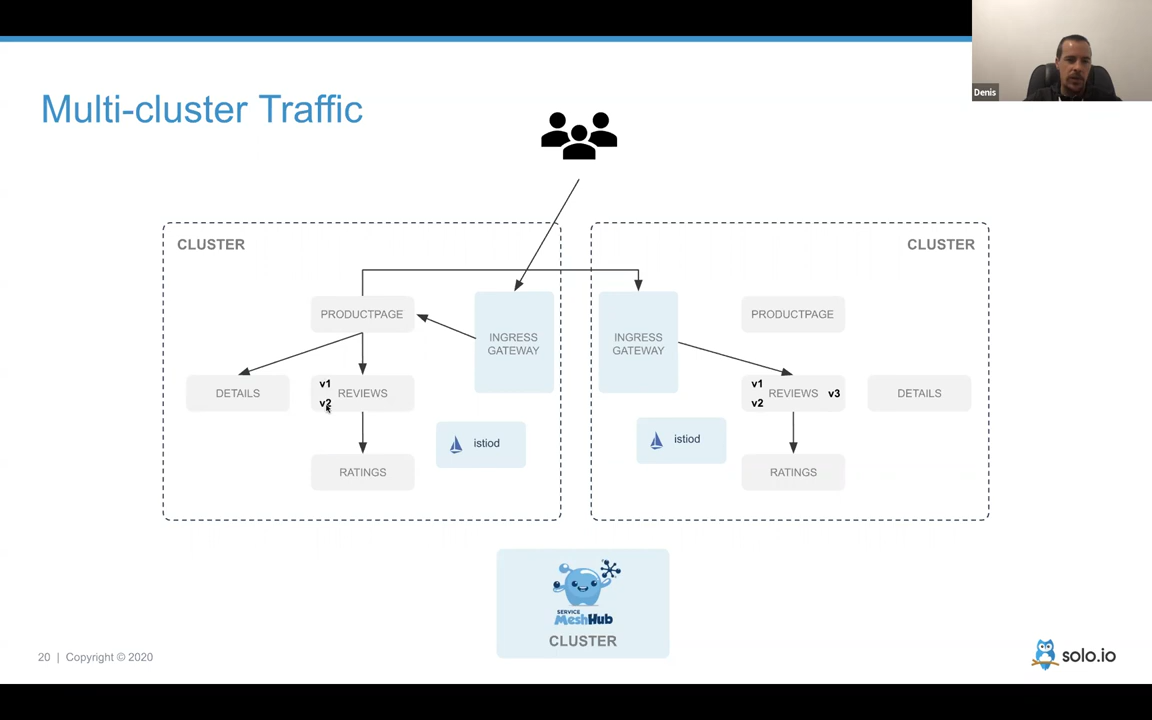 Denis
Multi-cluster Traffic
CLUSTER
CLUSTER
PRODUCTPAGE
INGRESS
GATEWAY
INGRESS
GATEWAY
PRODUCTPAGE
DETAILS
v1
v2
REVIEWS
v1
v2
REVIEWS
v3
DETAILS
istiod
istiod
RATINGS
RATINGS
SERVICE
MeshHub
CLUSTER
20 | Copyright © 2020
solo.io